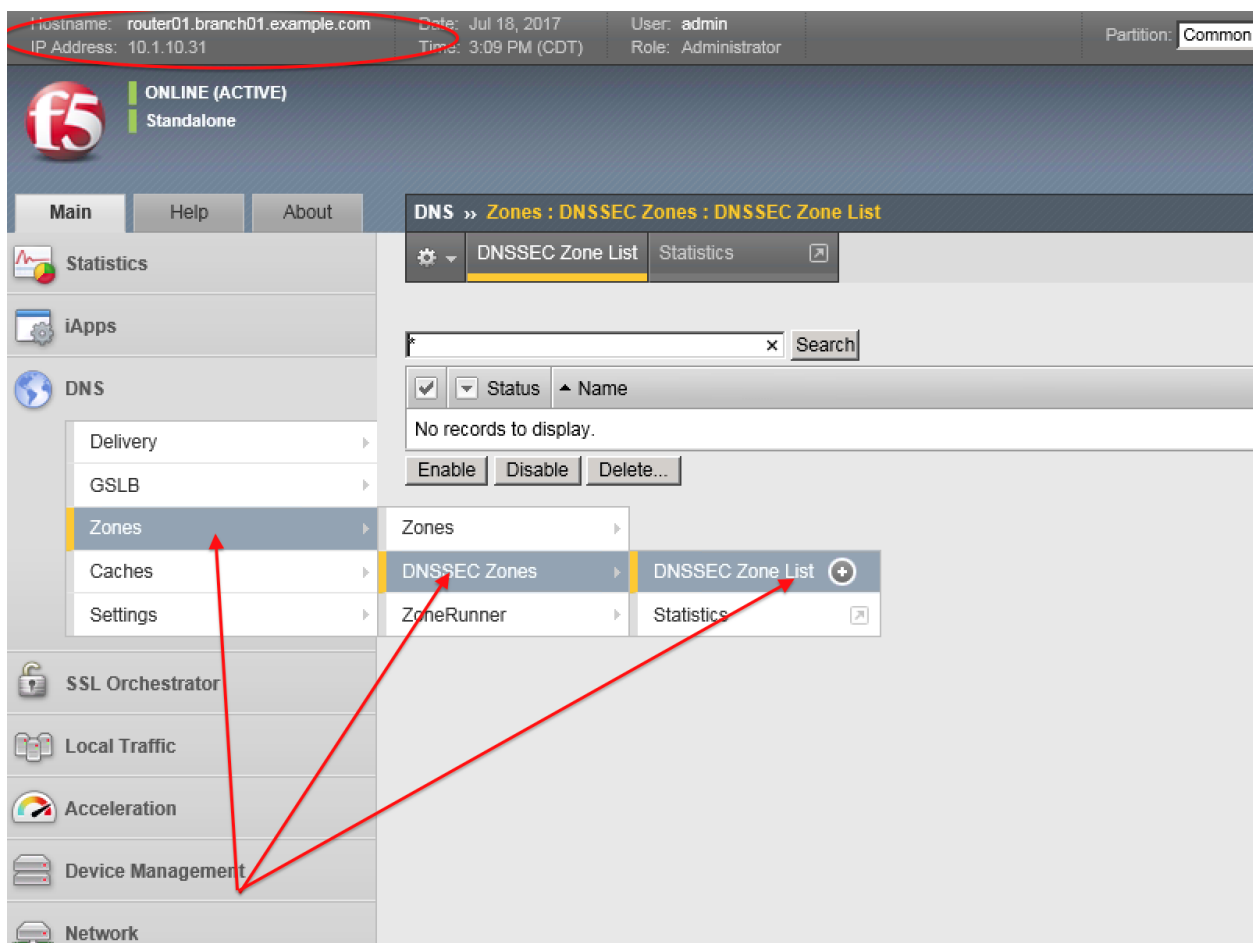 Hostname: router01.branch01.example.com Date: Jul 18, 2017 User: admin
IP Address: 10.1.10.31 Time: 3:09 PM (CDT) Role: Administrator
Partition: Common
f5
ONLINE (ACTIVE)
Standalone
Main Help About
DNS ›› Zones : DNSSEC Zones : DNSSEC Zone List
DNSSEC Zone List Statistics
Statistics
iApps
DNS
Delivery
GSLB
Zones
Caches
Settings
SSL Orchestrator
Local Traffic
Acceleration
Device Management
Network
* × Search
Status Name
No records to display.
Enable Disable Delete...
Zones
DNSSEC Zones
ZoneRunner
DNSSEC Zone List
Statistics